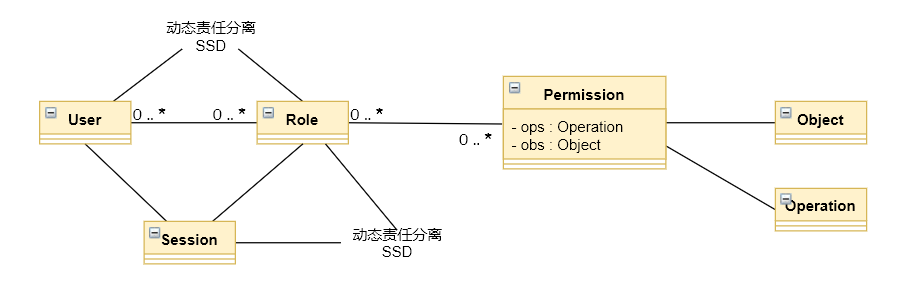 动态责任分离
SSD
User
0 .. *
0 .. *
Role
0 .. *
0 .. *
Permission
- ops : Operation
- obs : Object
Object
Operation
Session
动态责任分离
SSD